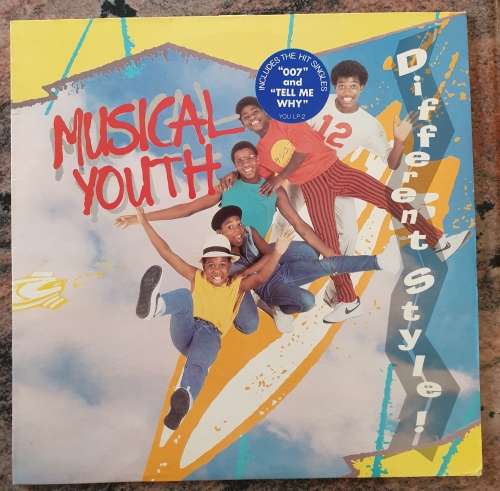 INCLUDES THE HIT SINGLES
"007"
and
"TELL ME
WHY"
YOU LP 2
MUSICAL
YOUTH
12
Different Style!